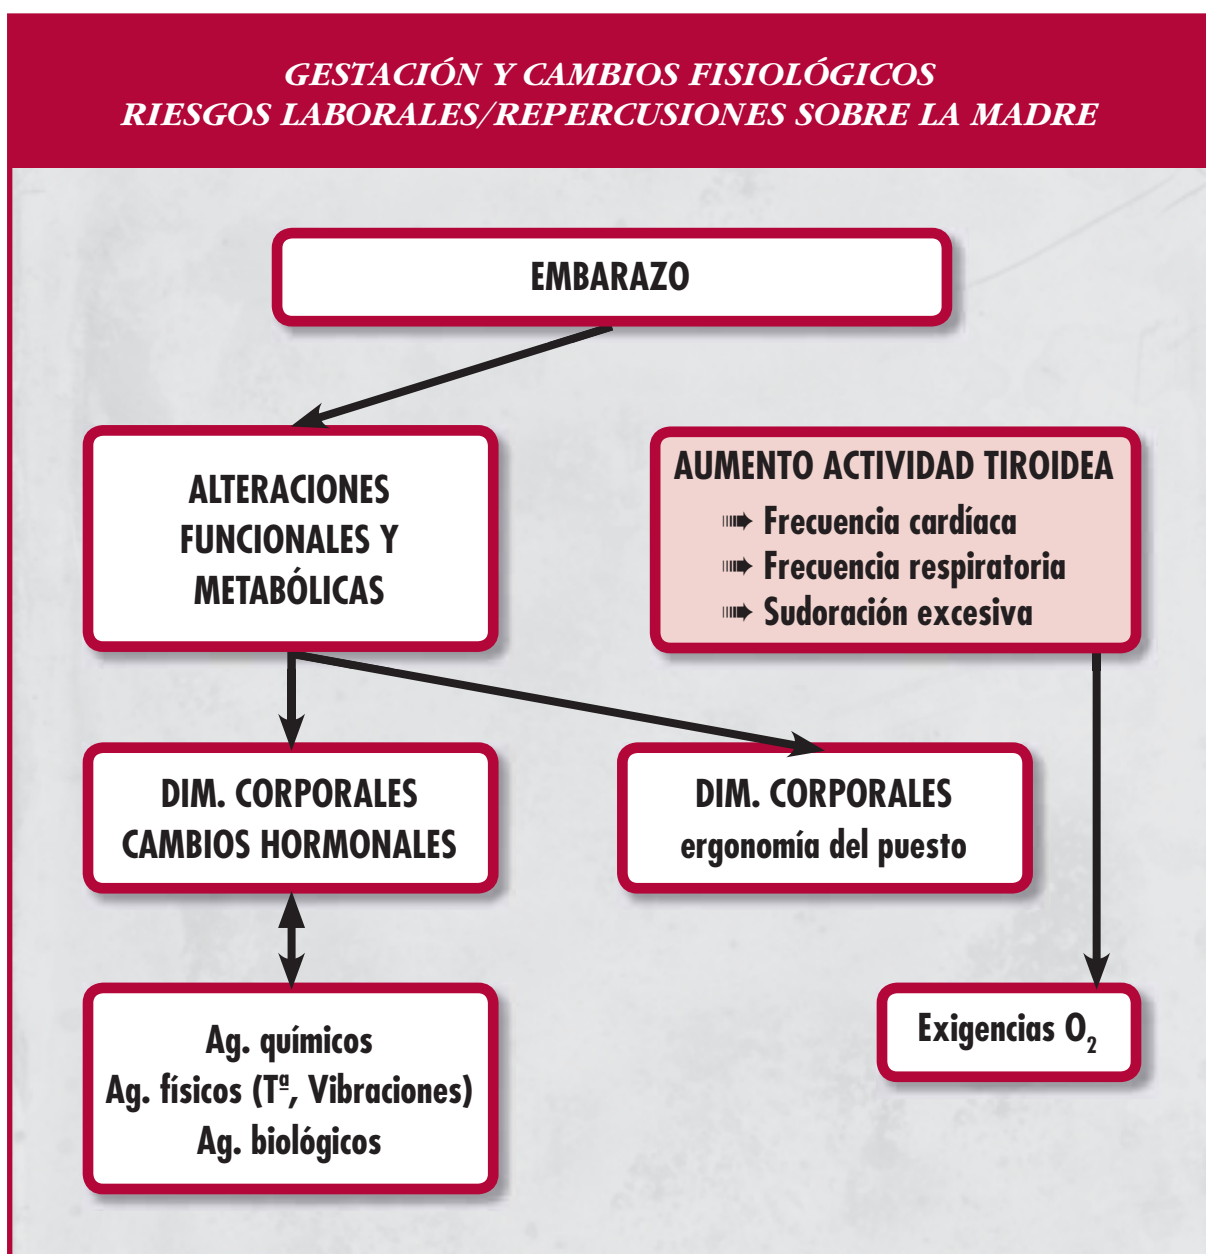 GESTACIÓN Y CAMBIOS FISIOLÓGICOS
RIESGOS LABORALES/REPERCUSIONES SOBRE LA MADRE
EMBARAZO
ALTERACIONES
FUNCIONALES Y
METABÓLICAS
AUMENTO ACTIVIDAD TIROIDEA
➠ Frecuencia cardíaca
➠ Frecuencia respiratoria
➠ Sudoración excesiva
DIM. CORPORALES
CAMBIOS HORMONALES
DIM. CORPORALES
ergonomía del puesto
Ag. químicos
Ag. físicos (Tª, Vibraciones)
Ag. biológicos
Exigencias O₂